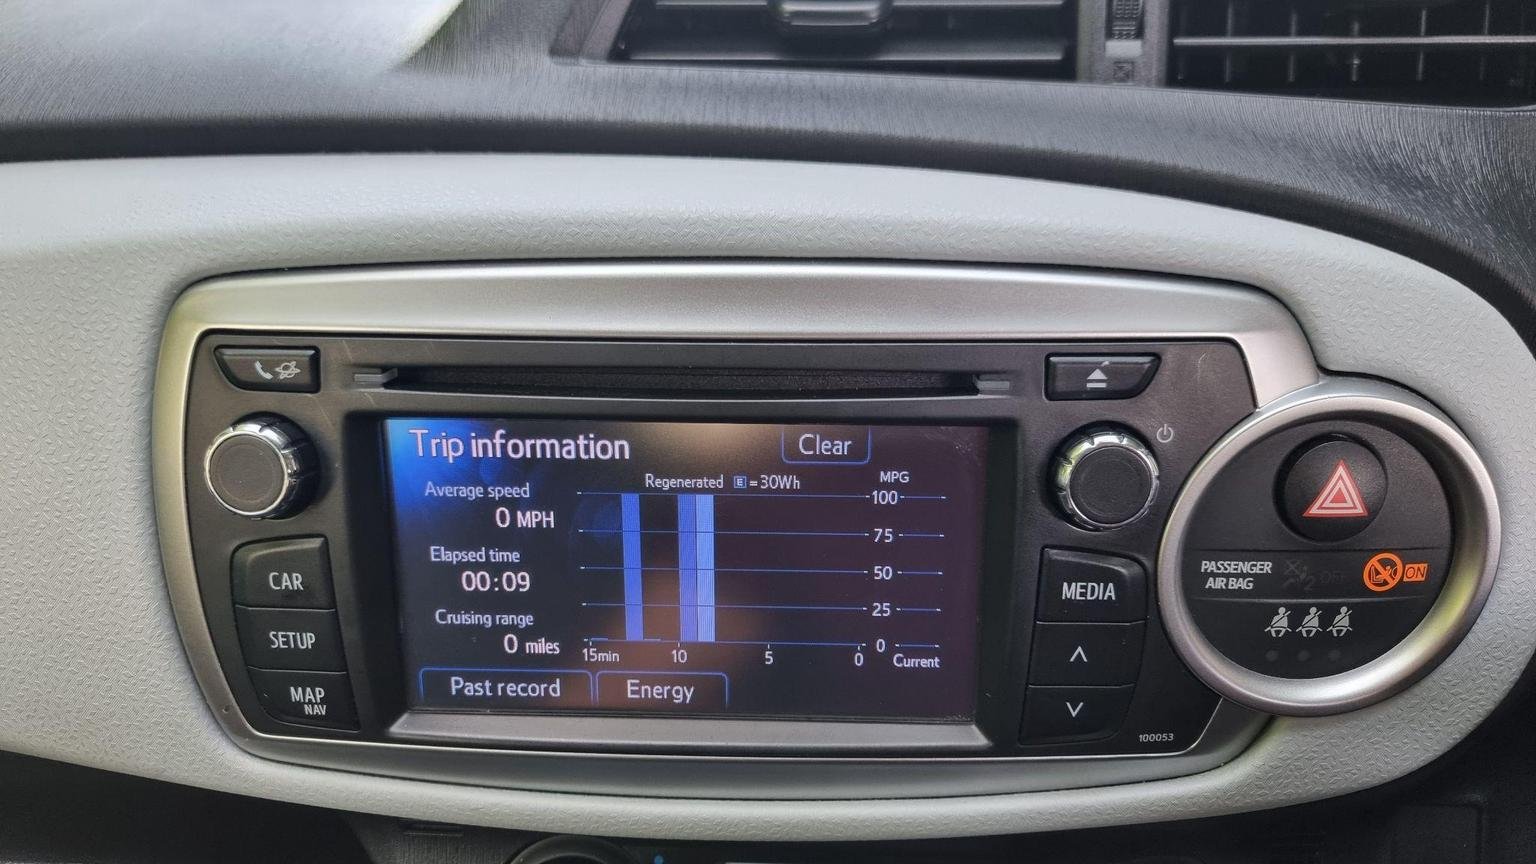 Trip information
Clear
Average speed
0 MPH
Elapsed time
00:09
Cruising range
0 miles
Regenerated E =30Wh
MPG
100
75
50
25
0
15min 10 5 0 Current
Past record
Energy
CAR
SETUP
MAP
NAV
MEDIA
100053
PASSENGER
AIR BAG
OFF
ON